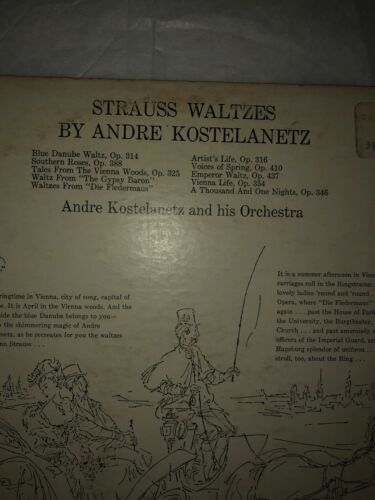 STRAUSS WALTZES
BY ANDRE KOSTELANETZ
Blue Danube Waltz, Op. 314
Southern Roses, Op. 388
Tales From The Vienna Woods, Op. 325
Waltz From "The Gypsy Baron"
Waltzes From "Die Fledermaus"
Artist's Life, Op. 316
Voices of Spring, Op. 410
Emperor Waltz, Op. 437
Vienna Life, Op. 354
A Thousand And One Nights, Op. 346
Andre Kostelanetz and his Orchestra
ringtime in Vienna, city of song, capital of
e. It is April in the Vienna woods. And the
ide the blue Danube belongs to you—
the shimmering magic of Andre
netz, as he recreates for you the waltzes
nn Strauss . . .
It is a summer afternoon in Vien
carriages roll in the Ringstrasse,
lovely ladies 'round and 'round
Opera, where "Die Fledermaus"
again . . . past the House of Par
the University, the Burgtheater,
Church . . . and past amorously
officers of the Imperial Guard,
Hapsburg splendor of uniforms
stroll, too, about the Ring . . .